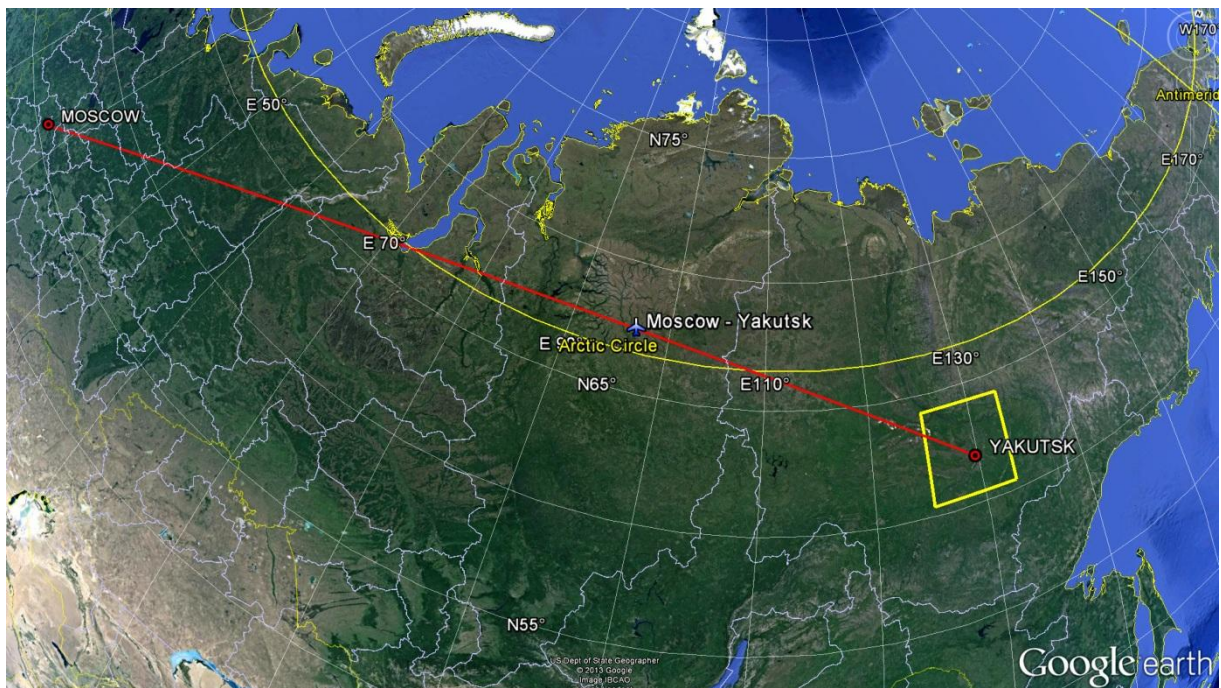 W170°
E 50°
MOSCOW
Antimerid
N75°
E170°
E 70°
E150°
Moscow - Yakutsk
Arctic Circle
E130°
N65°
E110°
YAKUTSK
N55°
US Dept of State Geographer
© 2013 Google
Image IBCAO
Google earth